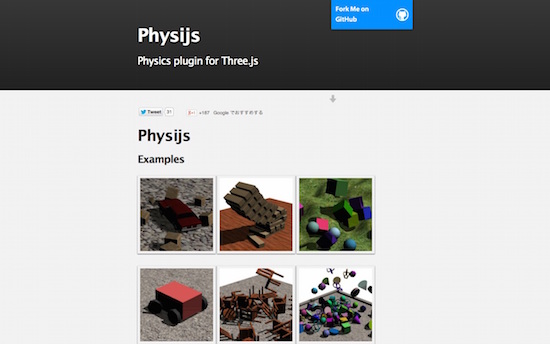 Fork Me on
GitHub
Physijs
Physics plugin for Three.js
Tweet 31
+167 Google でおすすめする
Physijs
Examples